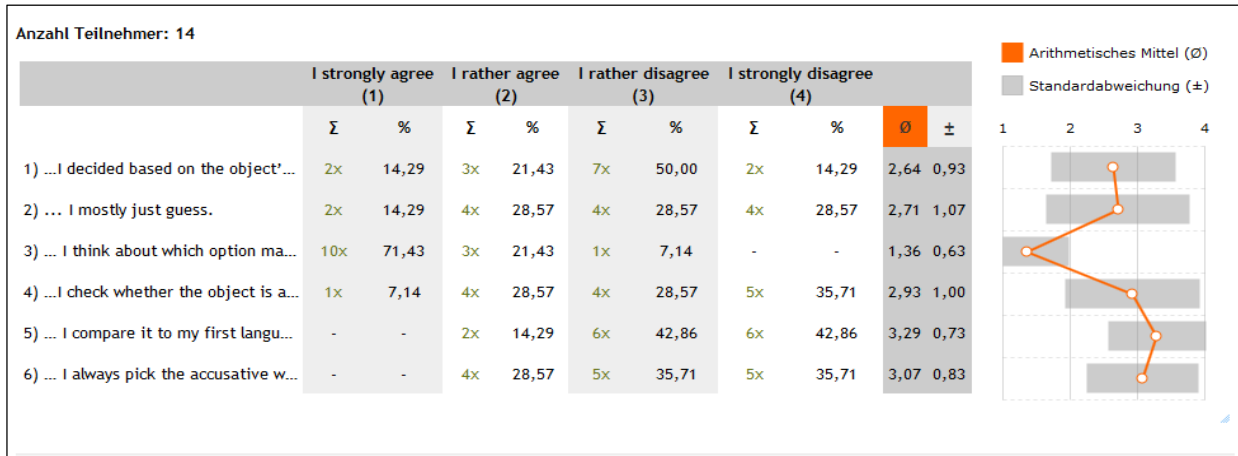 Anzahl Teilnehmer: 14
Arithmetisches Mittel (Ø)
Standardabweichung (±)
I strongly agree (1) I rather agree (2) I rather disagree (3) I strongly disagree (4)
Σ % Σ % Σ % Σ % Ø ± 1 2 3 4
1) ...I decided based on the object’... 2x 14,29 3x 21,43 7x 50,00 2x 14,29 2,64 0,93
2) ... I mostly just guess. 2x 14,29 4x 28,57 4x 28,57 4x 28,57 2,71 1,07
3) ... I think about which option ma... 10x 71,43 3x 21,43 1x 7,14 - - 1,36 0,63
4) ...I check whether the object is a... 1x 7,14 4x 28,57 4x 28,57 5x 35,71 2,93 1,00
5) ... I compare it to my first langu... - - 2x 14,29 6x 42,86 6x 42,86 3,29 0,73
6) ... I always pick the accusative w... - - 4x 28,57 5x 35,71 5x 35,71 3,07 0,83